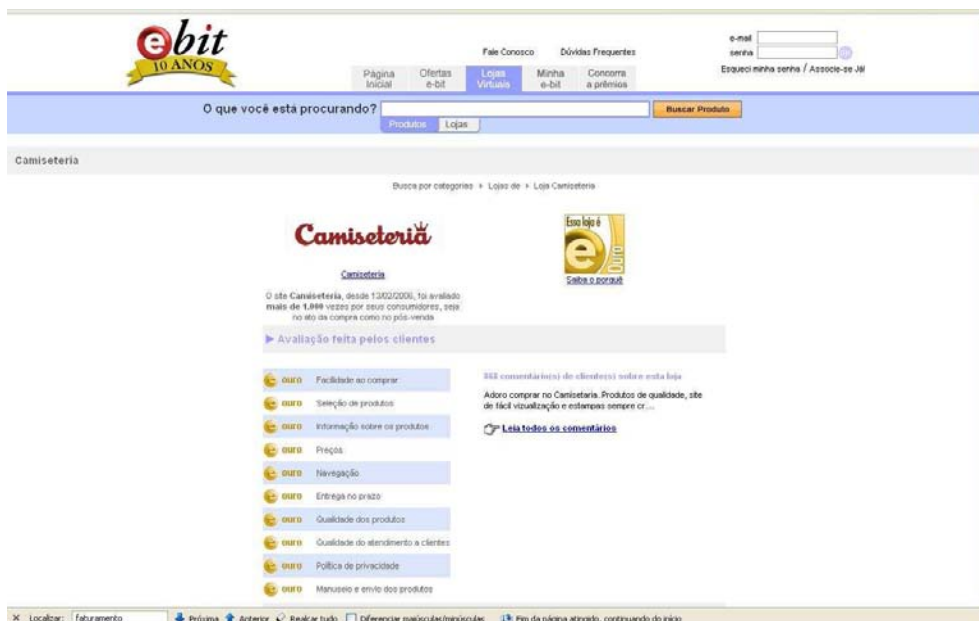 ebit
10 ANOS
Fale Conosco Dúvidas Frequentes
e-mail
senha
Esqueci minha senha / Associe-se Já!
Página Inicial
Ofertas e-bit
Lojas Virtuais
Minha e-bit
Concorra a prêmios
O que você está procurando?
Buscar Produto
Produtos Lojas
Camiseteria
Busca por categorias Lojas de Loja Camiseteria
Camiseteria
Essa loja é
e Ouro
Camiseteria
Saiba o porquê
O site Camiseteria, desde 13/02/2006, foi avaliado
mais de 1.000 vezes por seus consumidores, seja
no ato da compra como no pós-venda
Avaliação feita pelos clientes
comentário(s) de cliente(s) sobre esta loja
Adoro comprar no Camisetaria. Produtos de qualidade, site
de fácil vizualização e estampas sempre cr....
Leia todos os comentários
ouro Facilidade ao comprar
ouro Seleção de produtos
ouro Informação sobre os produtos
ouro Preços
ouro Navegação
ouro Entrega no prazo
ouro Qualidade dos produtos
ouro Qualidade do atendimento a clientes
ouro Política de privacidade
ouro Manuseio e envio dos produtos
Localizar: faturamento Próxima Anterior Realçar tudo Diferenciar maiúsculas/minúsculas Fim da página atingido, continuando do início